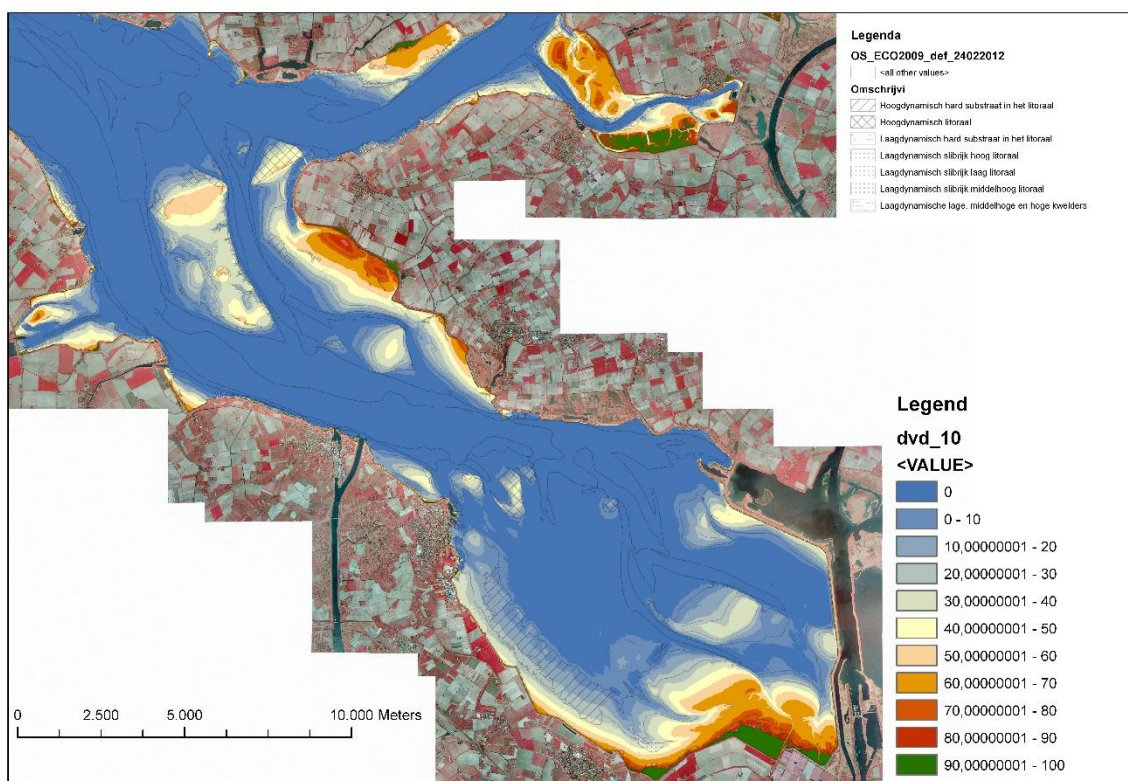 Legenda
OS_ECO2009_def_24022012
<all other values>
Omschrijvi
Hoogdynamisch hard substraat in het litoraal
Hoogdynamisch litoraal
Laagdynamisch hard substraat in het litoraal
Laagdynamisch slibrijk hoog litoraal
Laagdynamisch slibrijk laag litoraal
Laagdynamisch slibrijk middelhoog litoraal
Laagdynamische lage, middelhoge en hoge kwelders
Legend
dvd_10
<VALUE>
0
0 - 10
10,00000001 - 20
20,00000001 - 30
30,00000001 - 40
40,00000001 - 50
50,00000001 - 60
60,00000001 - 70
70,00000001 - 80
80,00000001 - 90
90,00000001 - 100
0 2.500 5.000 10.000 Meters